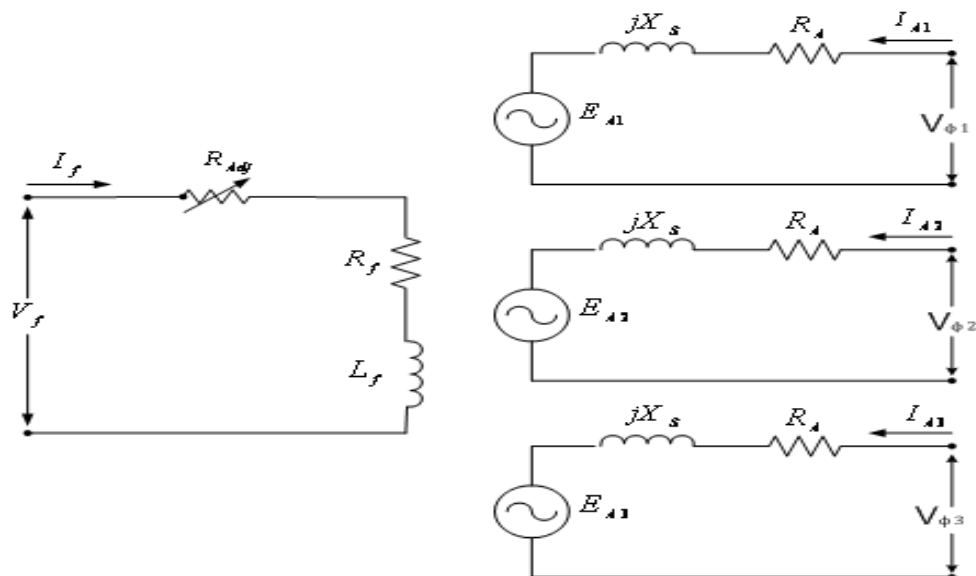 jX_S R_A I_A1
E_A1 V_ϕ1
I_f R_Adj
R_f
V_f
L_f
jX_S R_A I_A2
E_A2 V_ϕ2
jX_S R_A I_A3
E_A3 V_ϕ3